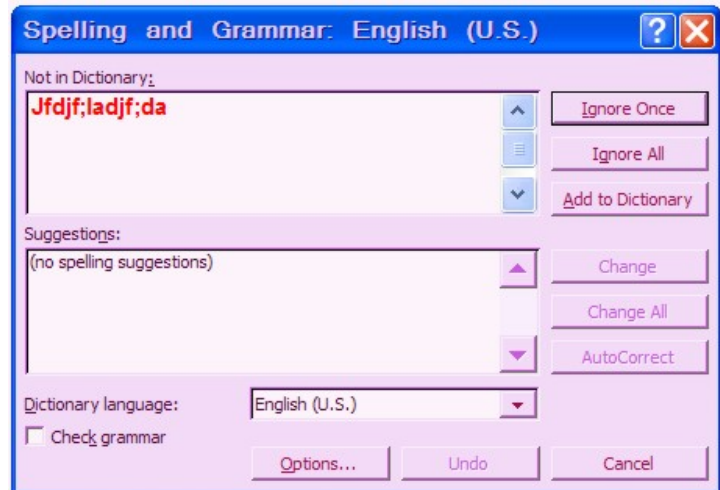 Spelling and Grammar: English (U.S.)
?
Not in Dictionary:
Jfdjf;ladjf;da
Ignore Once
Ignore All
Add to Dictionary
Suggestions:
(no spelling suggestions)
Change
Change All
AutoCorrect
Dictionary language:
English (U.S.)
Check grammar
Options...
Undo
Cancel